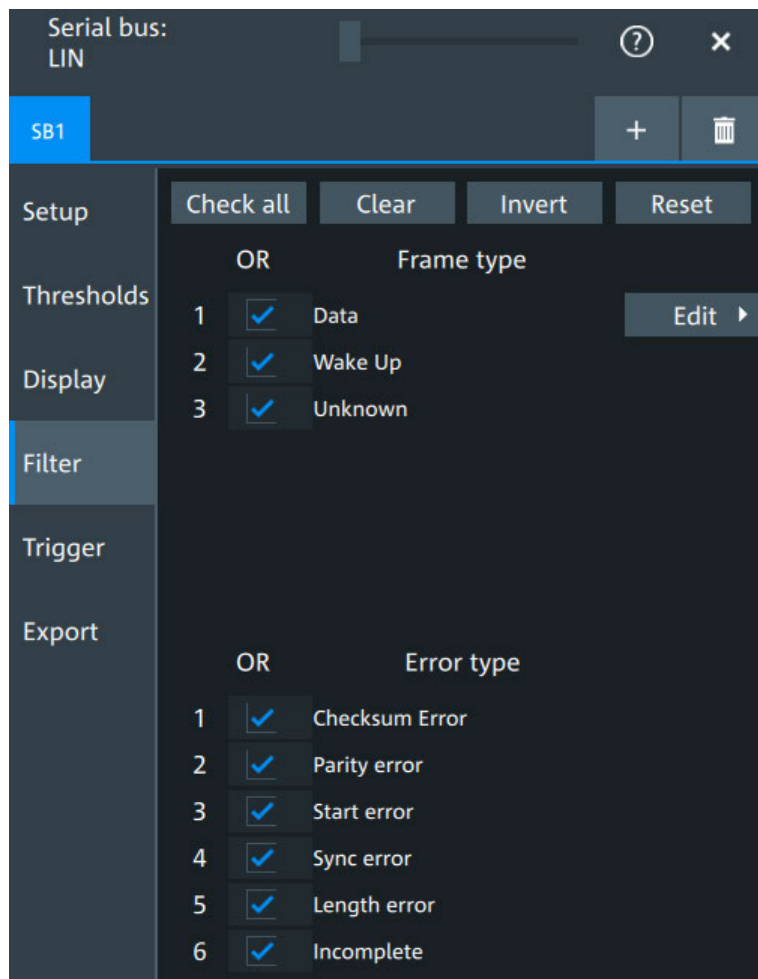 Serial bus:
LIN
?
SB1
+
Setup
Thresholds
Display
Filter
Trigger
Export
Check all Clear Invert Reset
OR Frame type
1 Data Edit
2 Wake Up
3 Unknown
OR Error type
1 Checksum Error
2 Parity error
3 Start error
4 Sync error
5 Length error
6 Incomplete